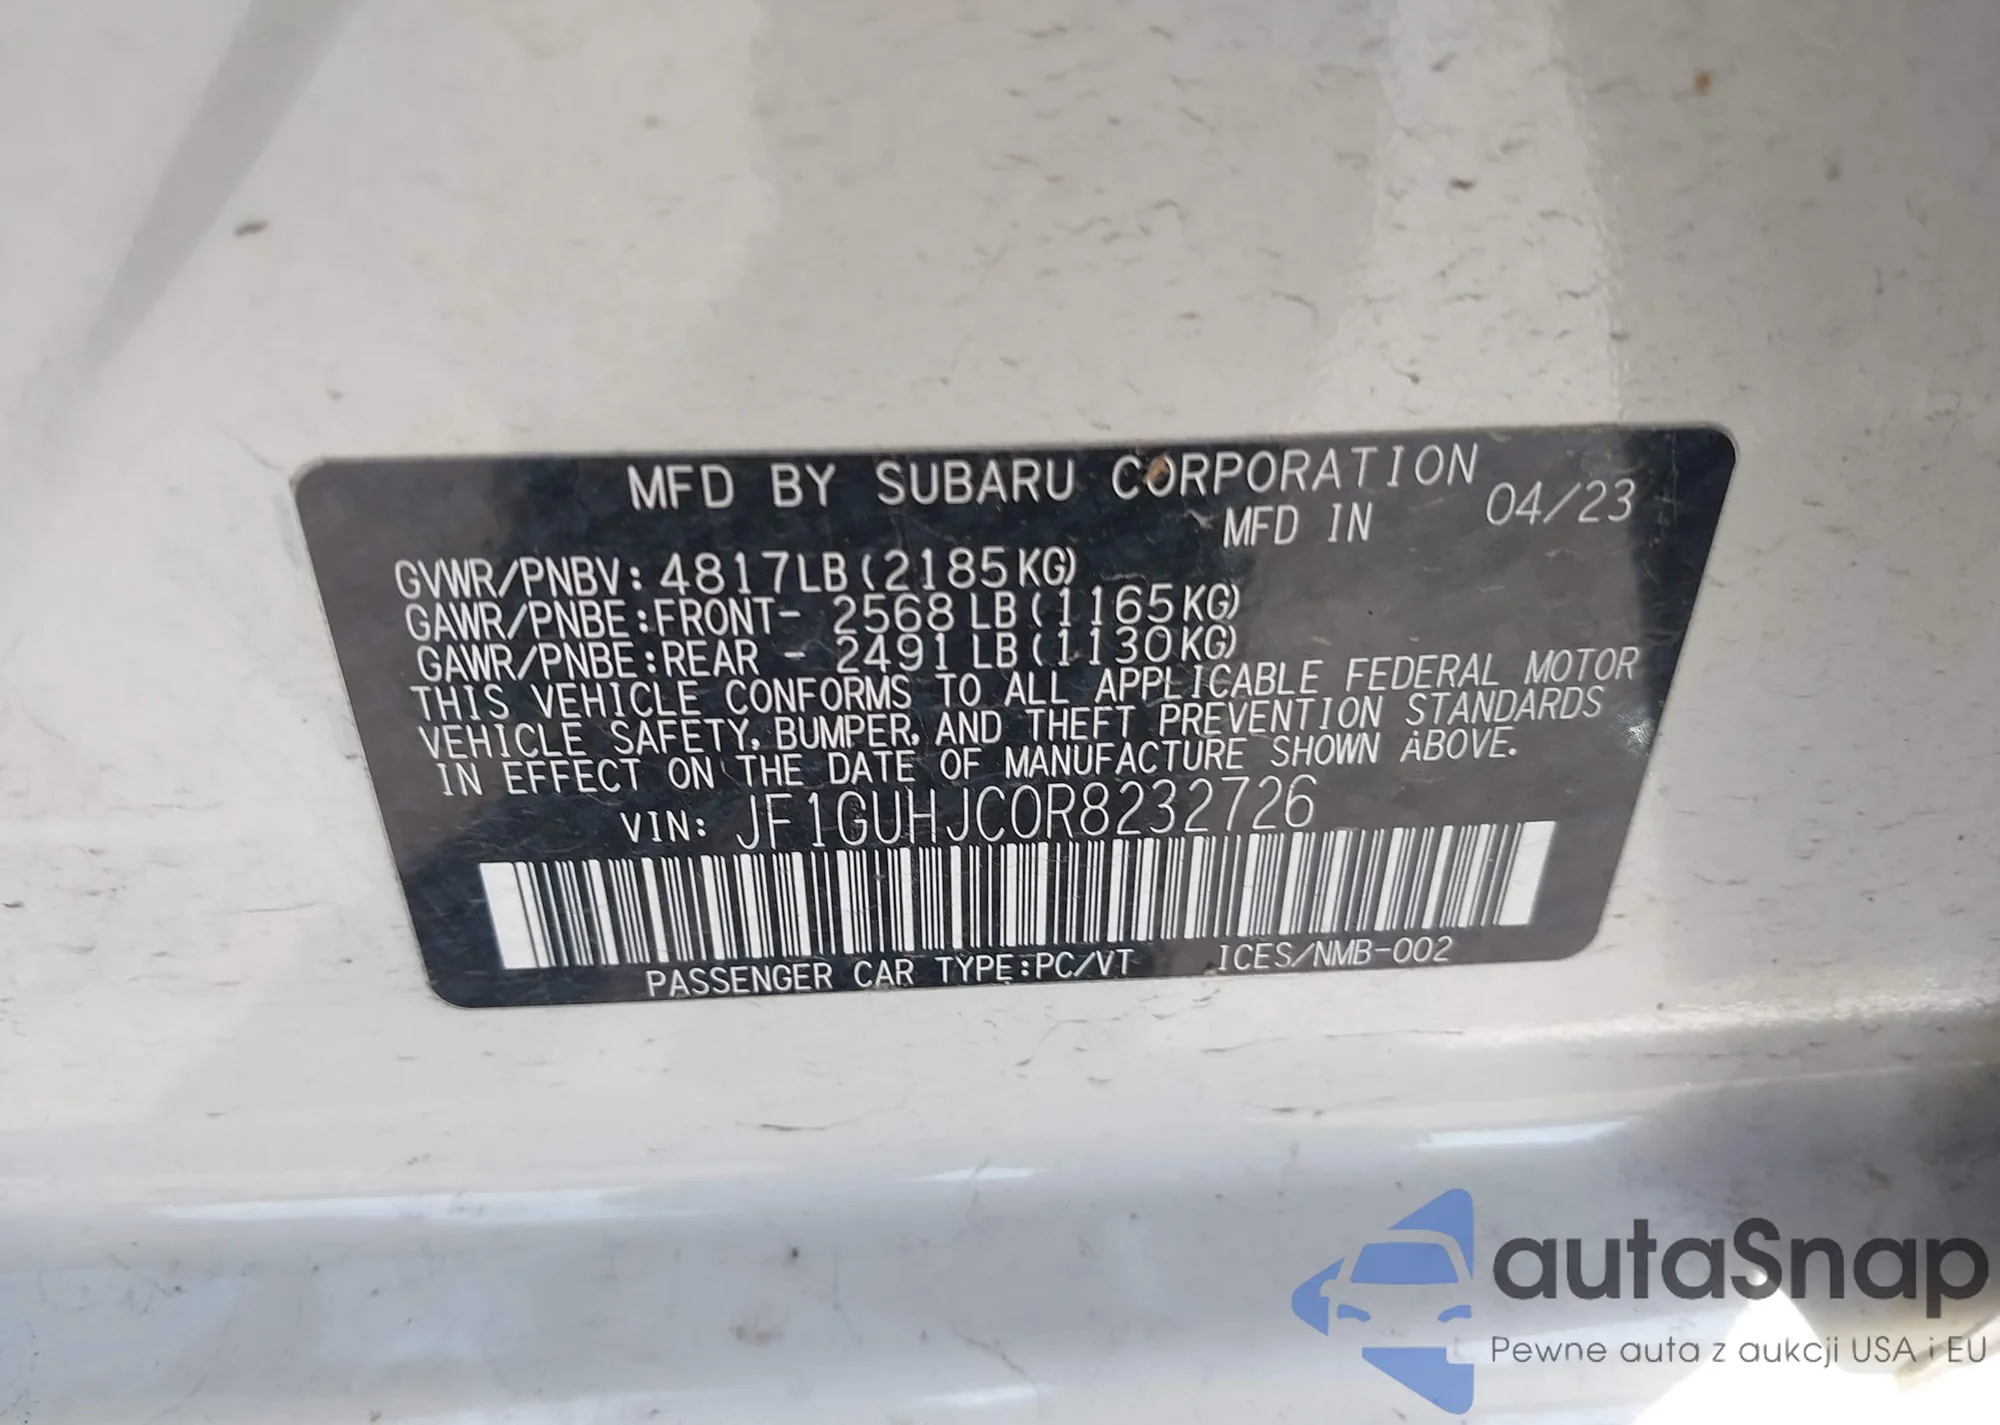 MFD BY SUBARU CORPORATION
MFD IN 04/23
GVWR/PNBV: 4817LB(2185KG)
GAWR/PNBE:FRONT- 2568LB(1165KG)
GAWR/PNBE:REAR - 2491LB(1130KG)
THIS VEHICLE CONFORMS TO ALL APPLICABLE FEDERAL MOTOR
VEHICLE SAFETY, BUMPER, AND THEFT PREVENTION STANDARDS
IN EFFECT ON THE DATE OF MANUFACTURE SHOWN ABOVE.
VIN: JF1GUHJC0R8232726
PASSENGER CAR TYPE:PC/VT ICES/NMB-002
autaSnap
Pewne auta z aukcji USA i EU